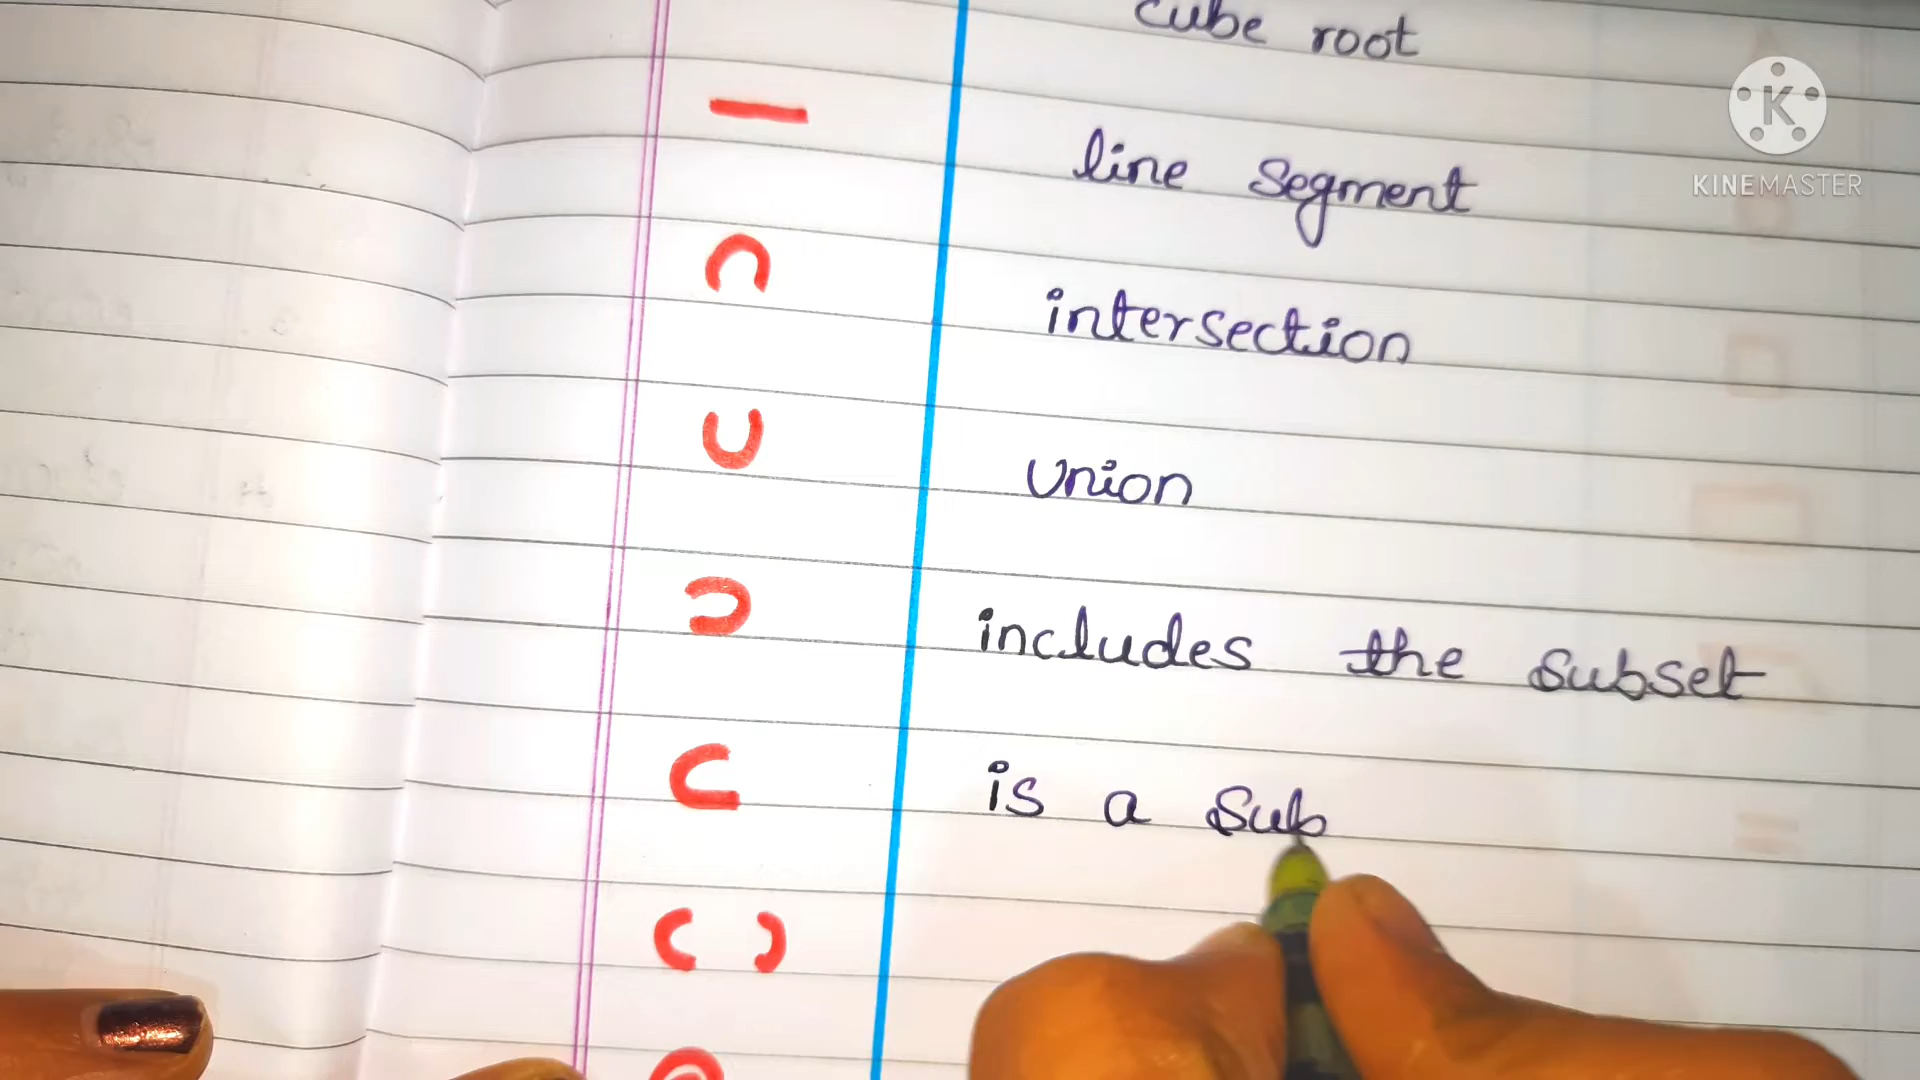 cube root
— line segment
∩ intersection
∪ Union
⊃ includes the subset
⊂ is a sub
( )
K
KINEMASTER